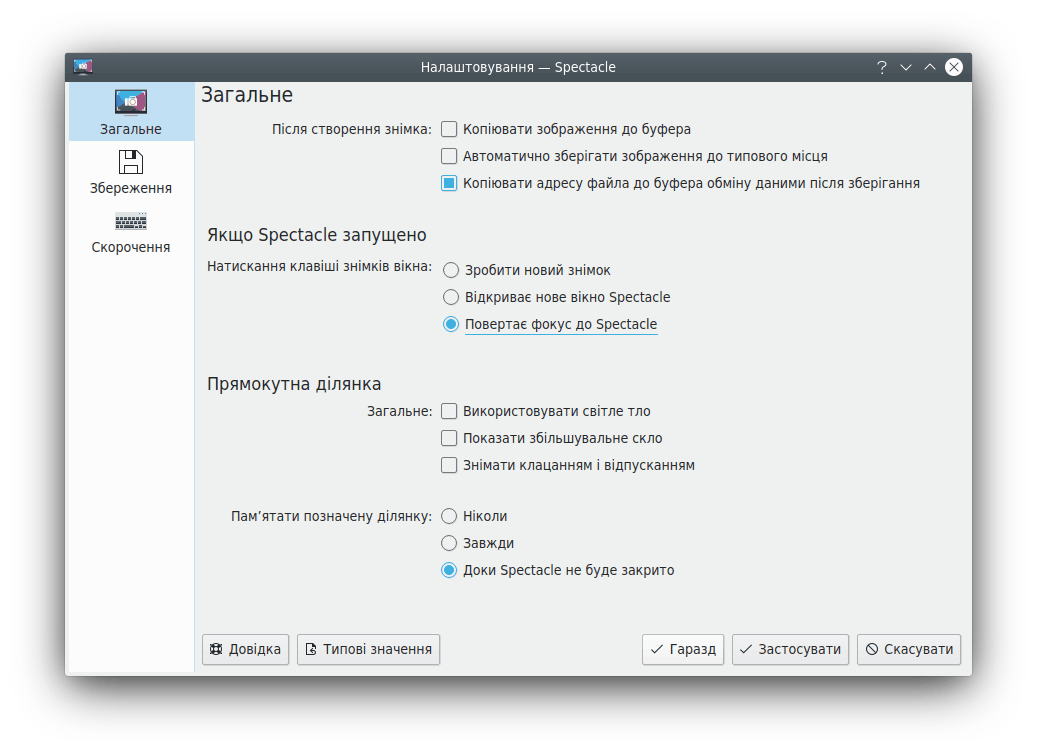 Налаштовування — Spectacle
Загальне
Збереження
Скорочення
Загальне
Після створення знімка:
Копіювати зображення до буфера
Автоматично зберігати зображення до типового місця
Копіювати адресу файла до буфера обміну даними після зберігання
Якщо Spectacle запущено
Натискання клавіші знімків вікна:
Зробити новий знімок
Відкриває нове вікно Spectacle
Повертає фокус до Spectacle
Прямокутна ділянка
Загальне:
Використовувати світле тло
Показати збільшувальне скло
Знімати клацанням і відпусканням
Пам’ятати позначену ділянку:
Ніколи
Завжди
Доки Spectacle не буде закрито
Довідка
Типові значення
Гаразд
Застосувати
Скасувати